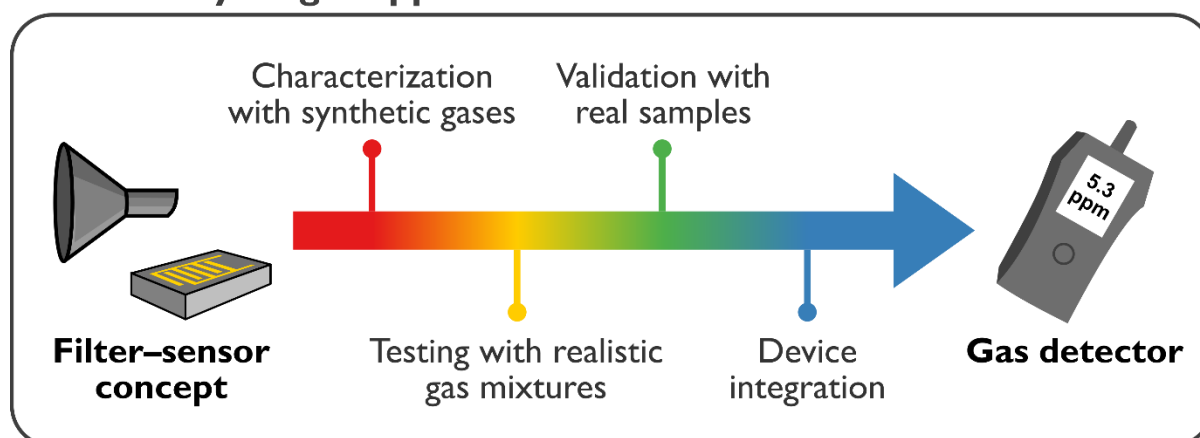 Characterization
with synthetic gases
Validation with
real samples
5.3
ppm
Filter–sensor
concept
Testing with realistic
gas mixtures
Device
integration
Gas detector